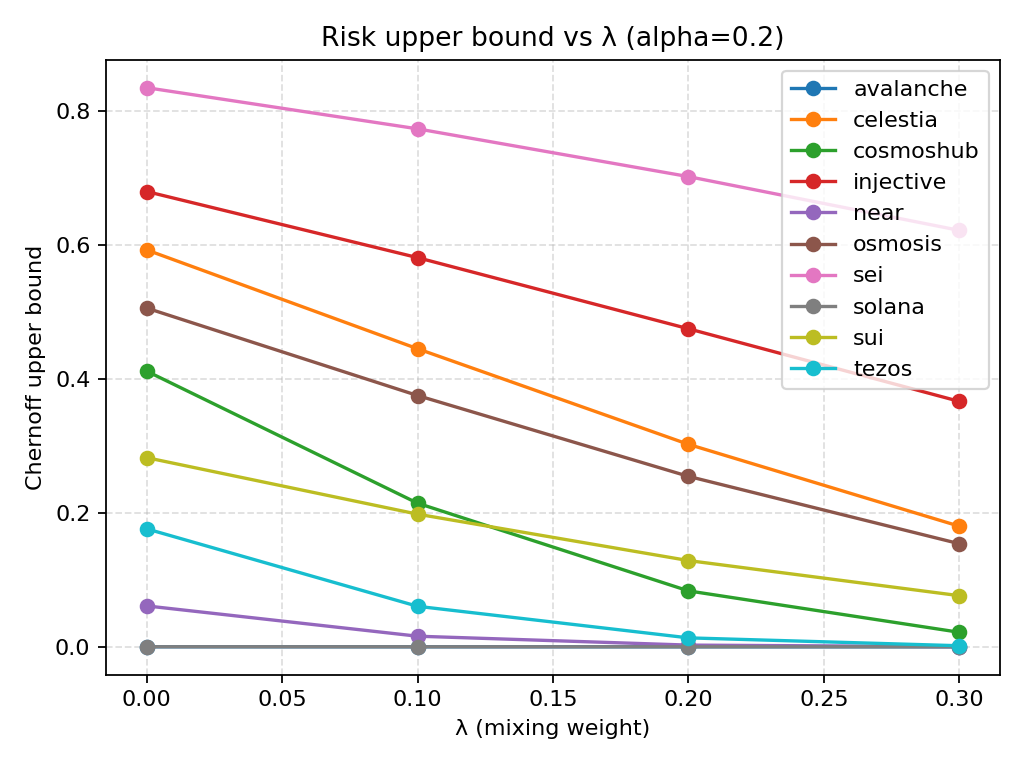 Risk upper bound vs λ (alpha=0.2)
Chernoff upper bound
0.8
0.6
0.4
0.2
0.0
avalanche
celestia
cosmoshub
injective
near
osmosis
sei
solana
sui
tezos
0.00 0.05 0.10 0.15 0.20 0.25 0.30
λ (mixing weight)